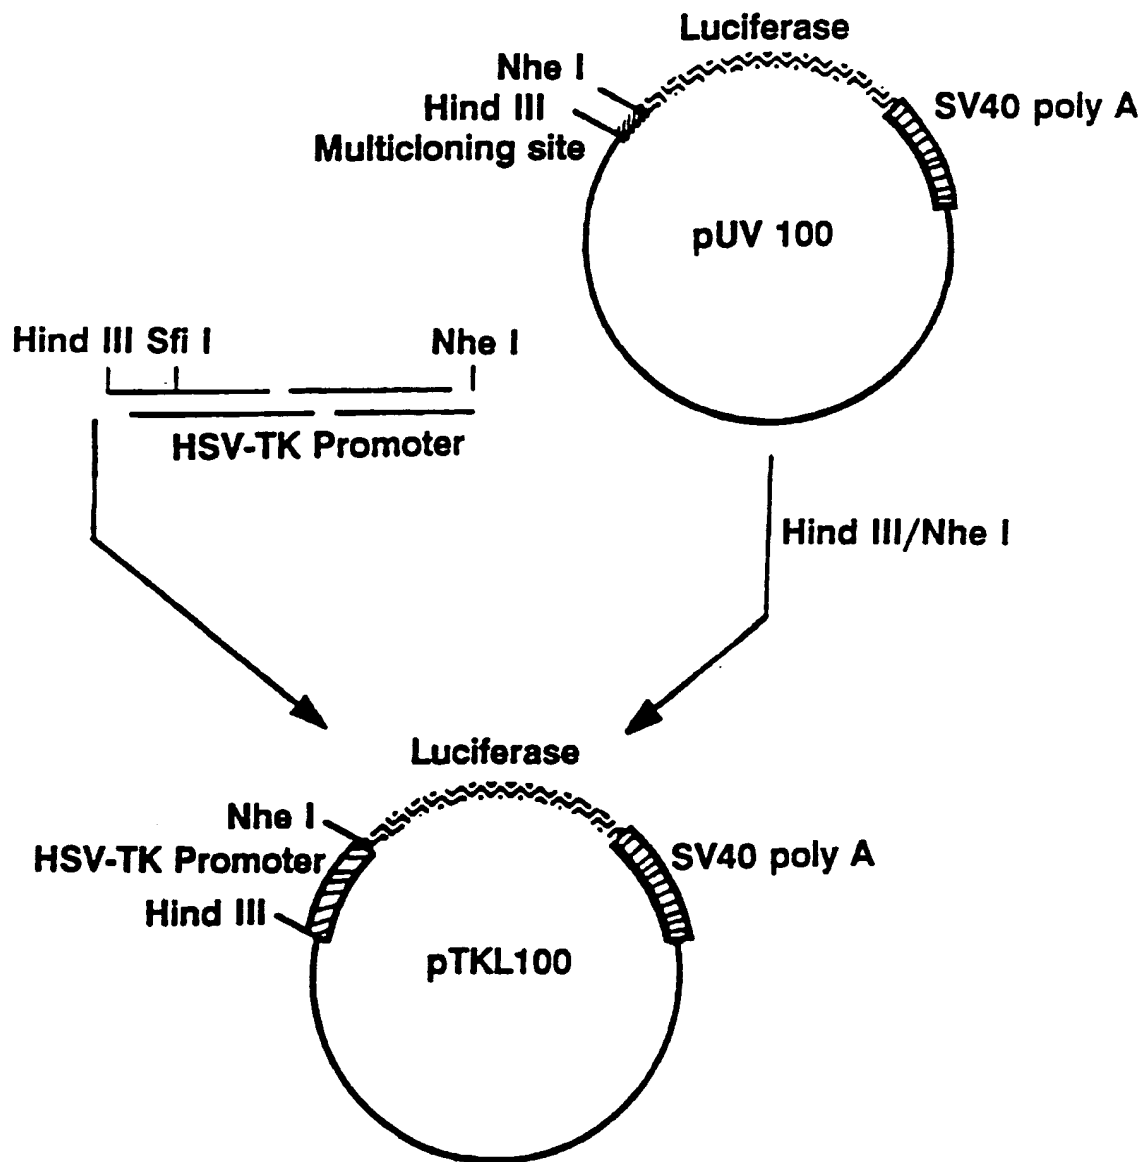 Luciferase
Nhe I
Hind III
Multicloning site
SV40 poly A
pUV 100
Hind III Sfi I
Nhe I
HSV-TK Promoter
Hind III/Nhe I
Luciferase
Nhe I
HSV-TK Promoter
Hind III
SV40 poly A
pTKL100